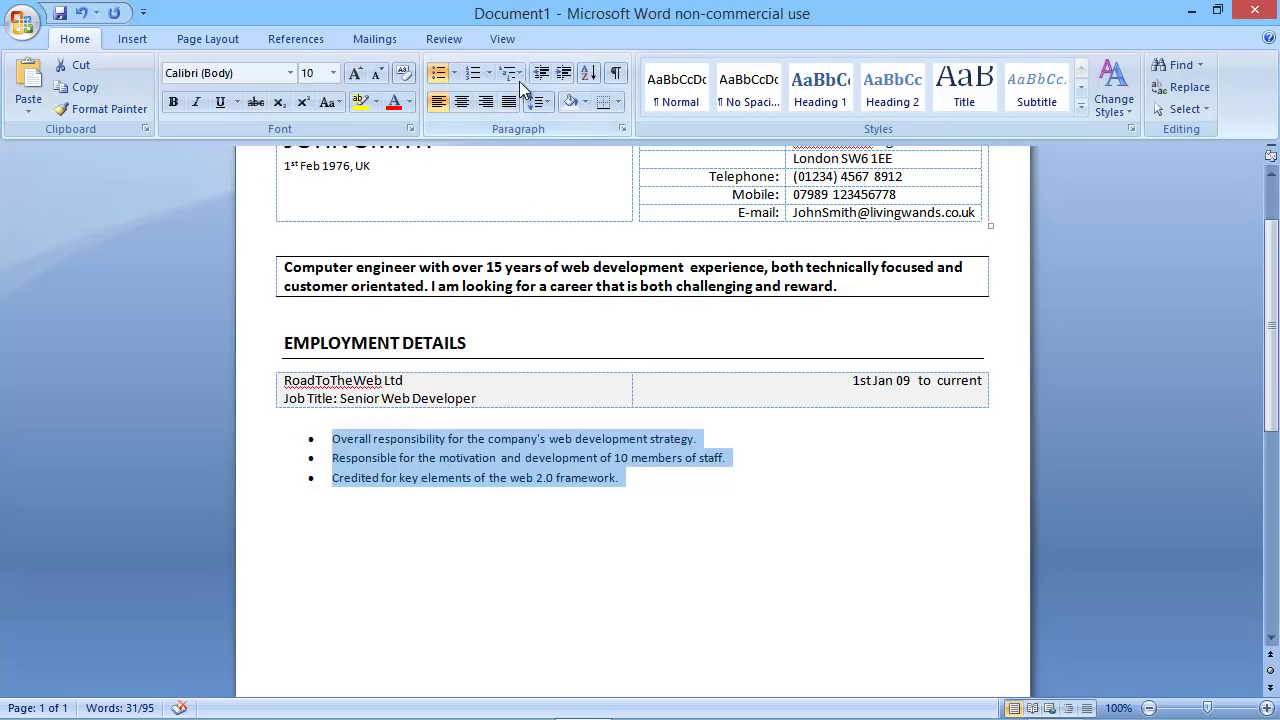 Document1 - Microsoft Word non-commercial use
Home Insert Page Layout References Mailings Review View
Paste
Cut
Copy
Format Painter
Clipboard
Calibri (Body) 10
B I U abc x₂ x² Aa ab A
Font
Paragraph
AaBbCcDc AaBbCcDc AaBbC AaBbCc AaB AaBbCc.
¶ Normal ¶ No Spaci... Heading 1 Heading 2 Title Subtitle
Change Styles
Styles
Find
Replace
Select
Editing
JOHN SMITH
1st Feb 1976, UK
London SW6 1EE
Telephone: (01234) 4567 8912
Mobile: 07989 123456778
E-mail: JohnSmith@livingwands.co.uk
Computer engineer with over 15 years of web development experience, both technically focused and
customer orientated. I am looking for a career that is both challenging and reward.
EMPLOYMENT DETAILS
RoadToTheWeb Ltd 1st Jan 09 to current
Job Title: Senior Web Developer
• Overall responsibility for the company's web development strategy.
• Responsible for the motivation and development of 10 members of staff.
• Credited for key elements of the web 2.0 framework.
Page: 1 of 1 Words: 31/95 100%